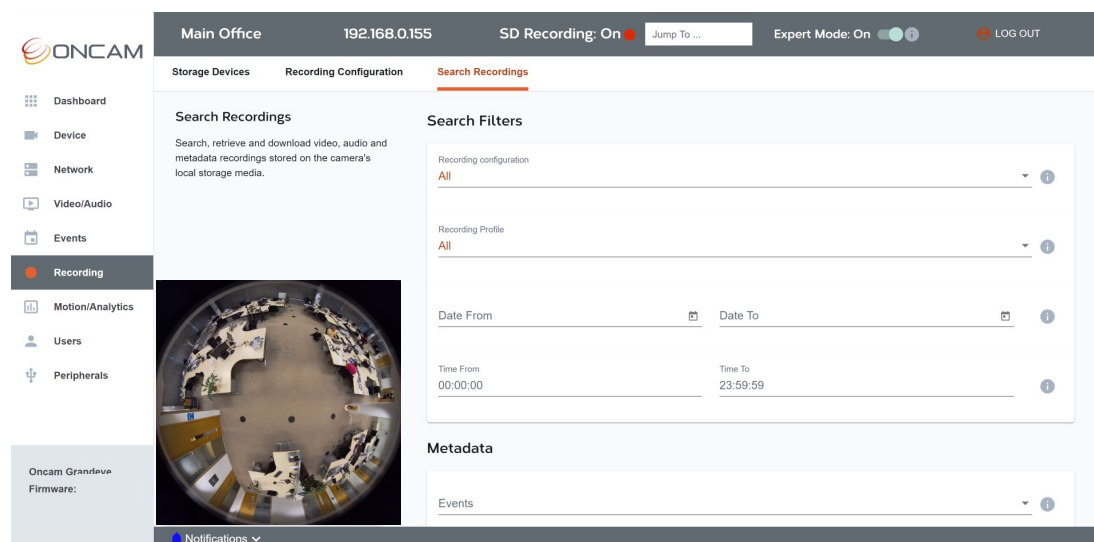 ONCAM
Main Office
192.168.0.155
SD Recording: On
Jump To ...
Expert Mode: On
LOG OUT
Storage Devices
Recording Configuration
Search Recordings
Dashboard
Device
Network
Video/Audio
Events
Recording
Motion/Analytics
Users
Peripherals
Oncam Grandeye
Firmware:
Search Recordings
Search, retrieve and download video, audio and
metadata recordings stored on the camera's
local storage media.
Search Filters
Recording configuration
All
Recording Profile
All
Date From
Date To
Time From
00:00:00
Time To
23:59:59
Metadata
Events
Notifications